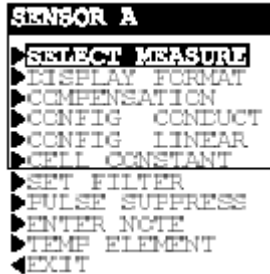 SENSOR A
SELECT MEASURE
DISPLAY FORMAT
COMPENSATION
CONFIG CONDUCT
CONFIG LINEAR
CELL CONSTANT
SET FILTER
PULSE SUPPRESS
ENTER NOTE
TEMP ELEMENT
EXIT